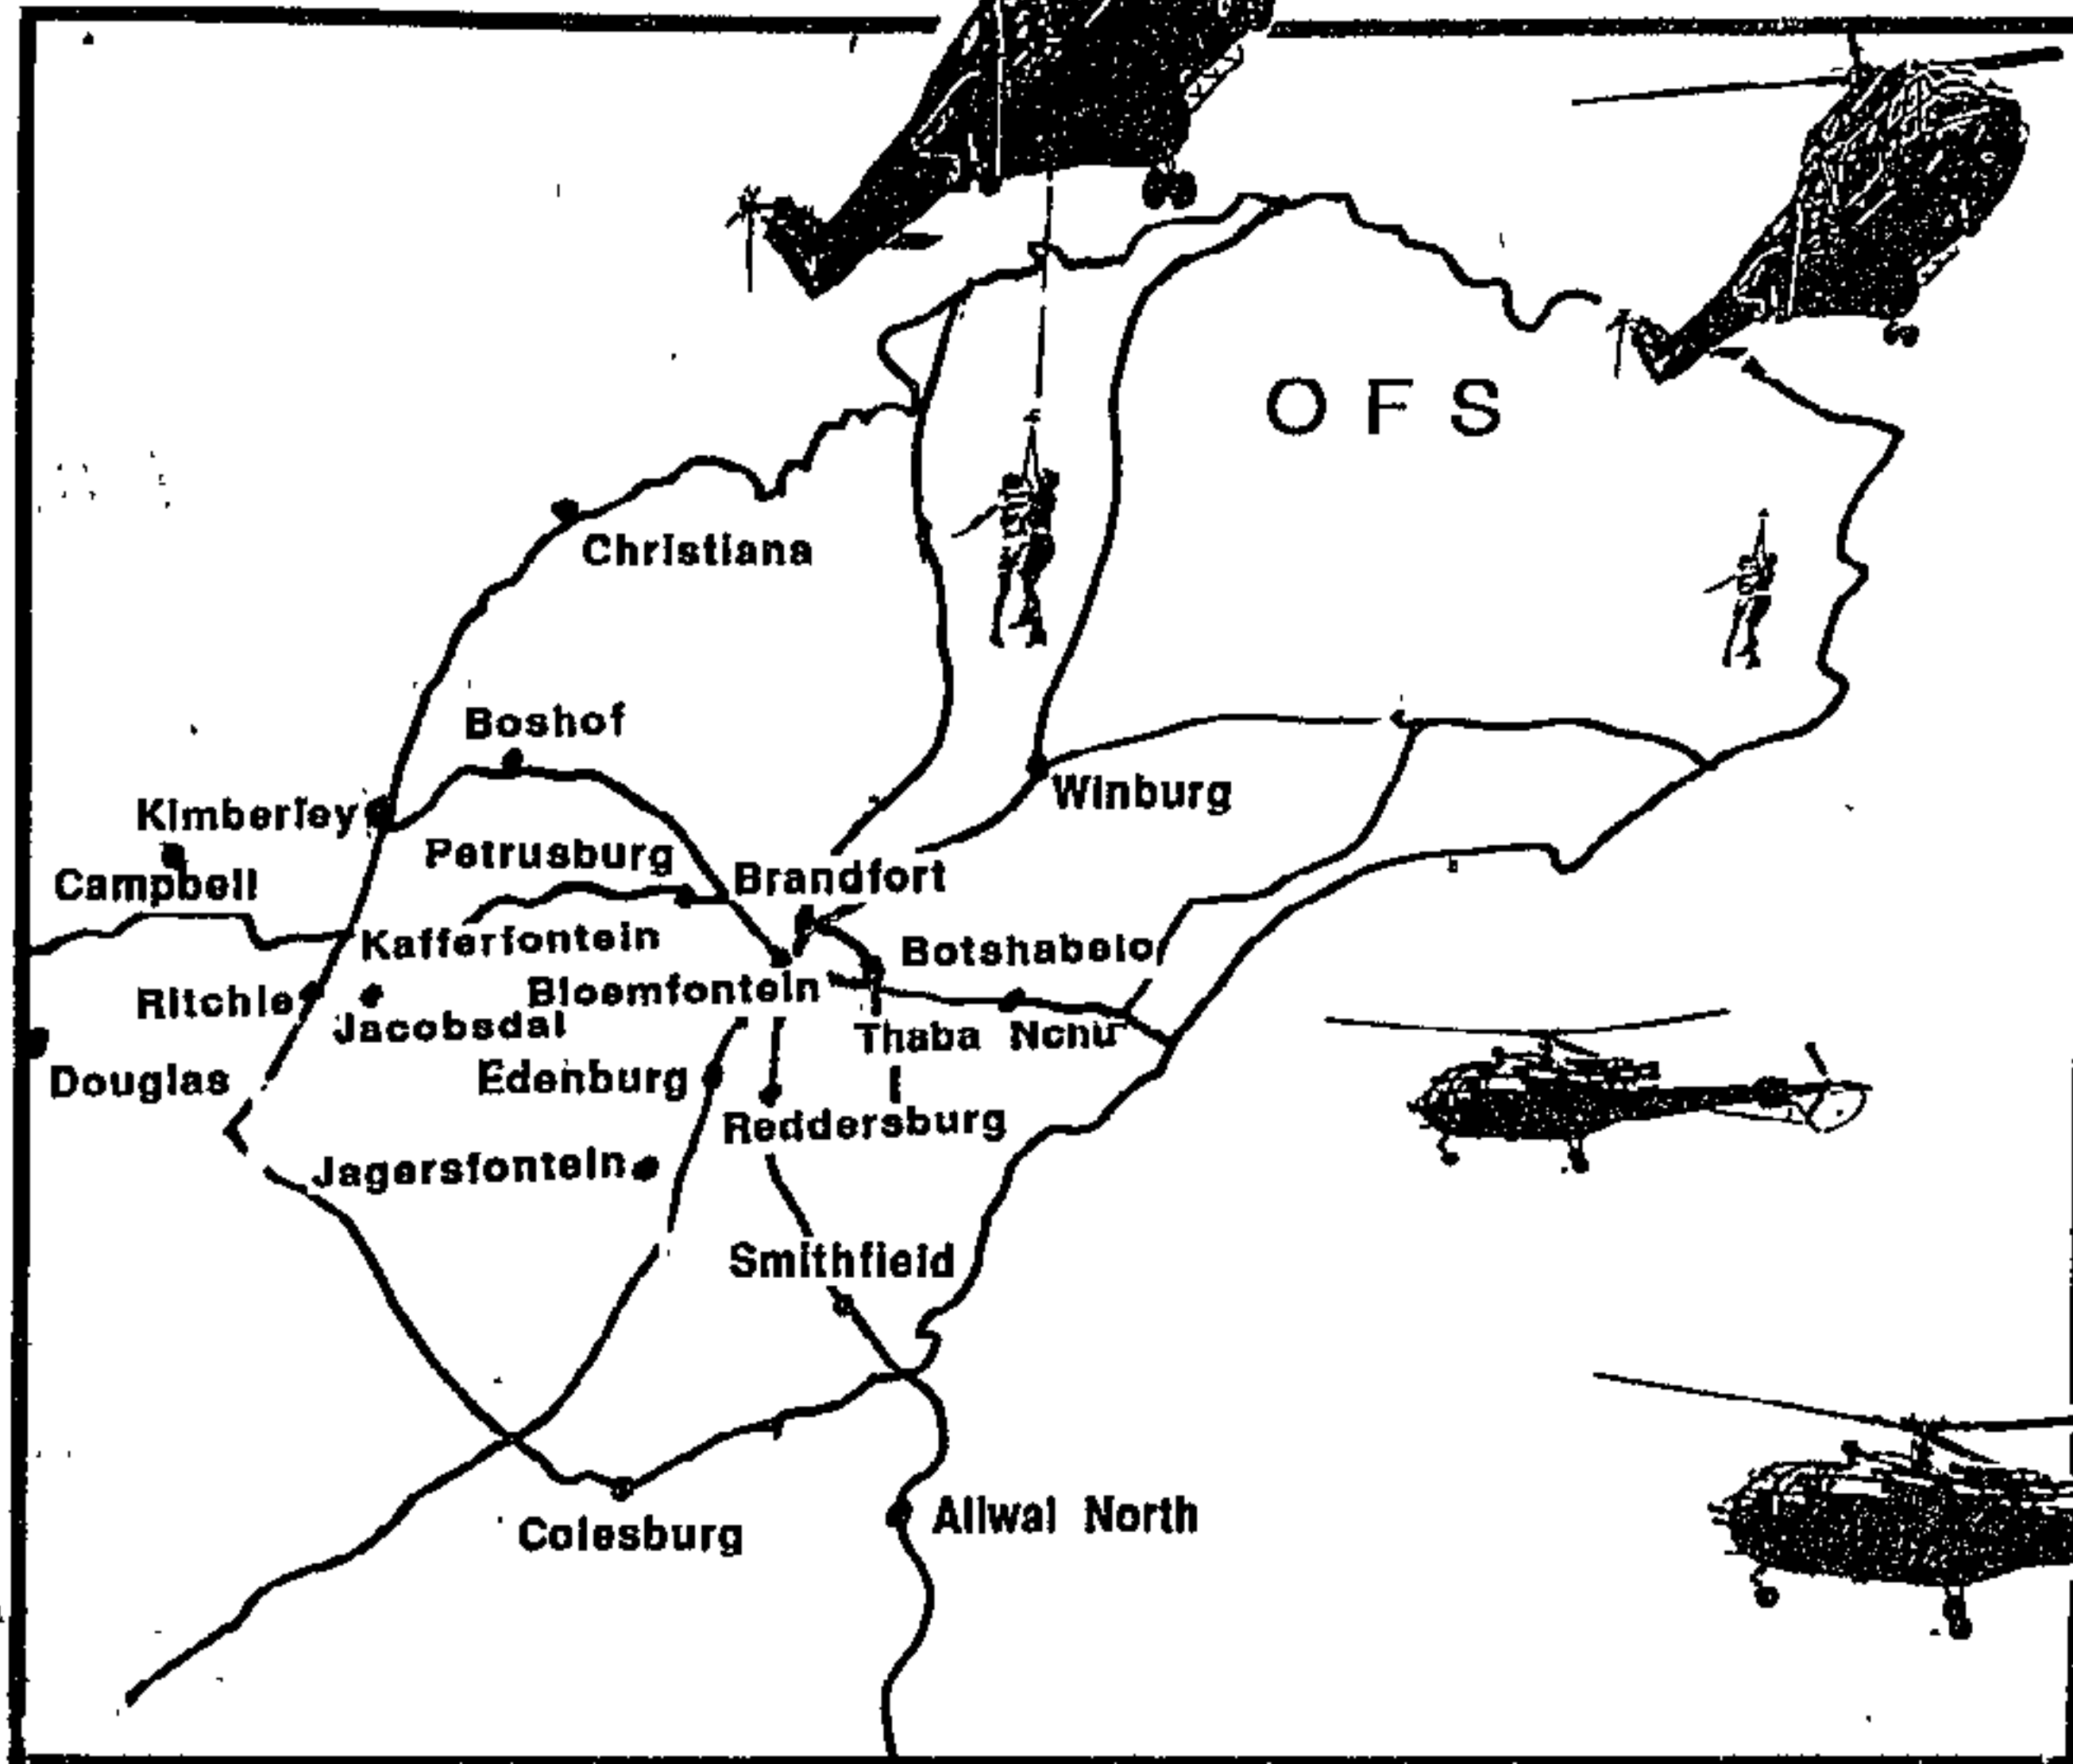 OFS
Christiana
Boshof
Winburg
Kimberley
Petrusburg
Brandfort
Campbell
Kafferfontein
Botshabelo
Bloemfontein
Ritchie
Jacobsdal
Thaba Nchu
Edenburg
Douglas
Reddersburg
Jagersfontein
Smithfield
Colesburg
Aliwal North